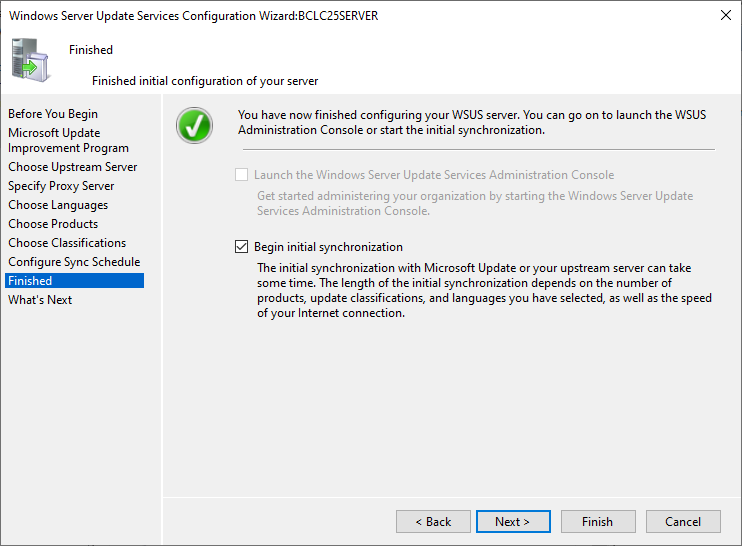 Windows Server Update Services Configuration Wizard:BCLC25SERVER
Finished
Finished initial configuration of your server
Before You Begin
Microsoft Update
Improvement Program
Choose Upstream Server
Specify Proxy Server
Choose Languages
Choose Products
Choose Classifications
Configure Sync Schedule
Finished
What's Next
You have now finished configuring your WSUS server. You can go on to launch the WSUS
Administration Console or start the initial synchronization.
Launch the Windows Server Update Services Administration Console
Get started administering your organization by starting the Windows Server Update
Services Administration Console.
Begin initial synchronization
The initial synchronization with Microsoft Update or your upstream server can take
some time. The length of the initial synchronization depends on the number of
products, update classifications, and languages you have selected, as well as the speed
of your Internet connection.
< Back
Next >
Finish
Cancel